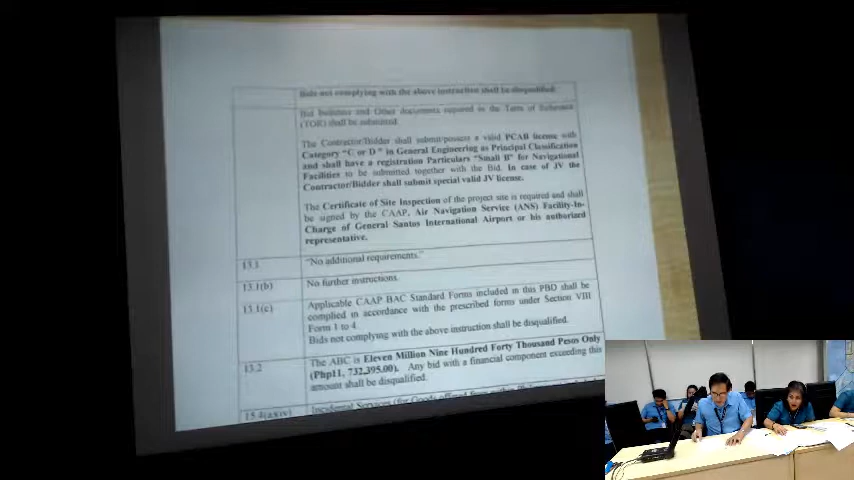 Bids not complying with the above instruction shall be disqualified.
Bid bulletins and Other documents required in the Term of Reference
(TOR) shall be submitted.
The Contractor/Bidder shall submit/possess a valid PCAB license with
Category "C or D" in General Engineering as Principal Classification
and shall have a registration Particulars "Small B" for Navigational
Facilities to be submitted together with the Bid. In case of JV the
Contractor/Bidder shall submit special valid JV license.
The Certificate of Site Inspection of the project site is required and shall
be signed by the CAAP, Air Navigation Service (ANS) Facility-In-
Charge of General Santos International Airport or his authorized
representative.
13.1 "No additional requirements."
13.1(b) No further instructions.
13.1(c) Applicable CAAP BAC Standard Forms included in this PBD shall be
complied in accordance with the prescribed forms under Section VIII
Form 1 to 4.
Bids not complying with the above instruction shall be disqualified.
13.2 The ABC is Eleven Million Nine Hundred Forty Thousand Pesos Only
(Php11, 732,395.00). Any bid with a financial component exceeding this
amount shall be disqualified.
15.4(a)(iv) Incidental Services (for Goods offered from within